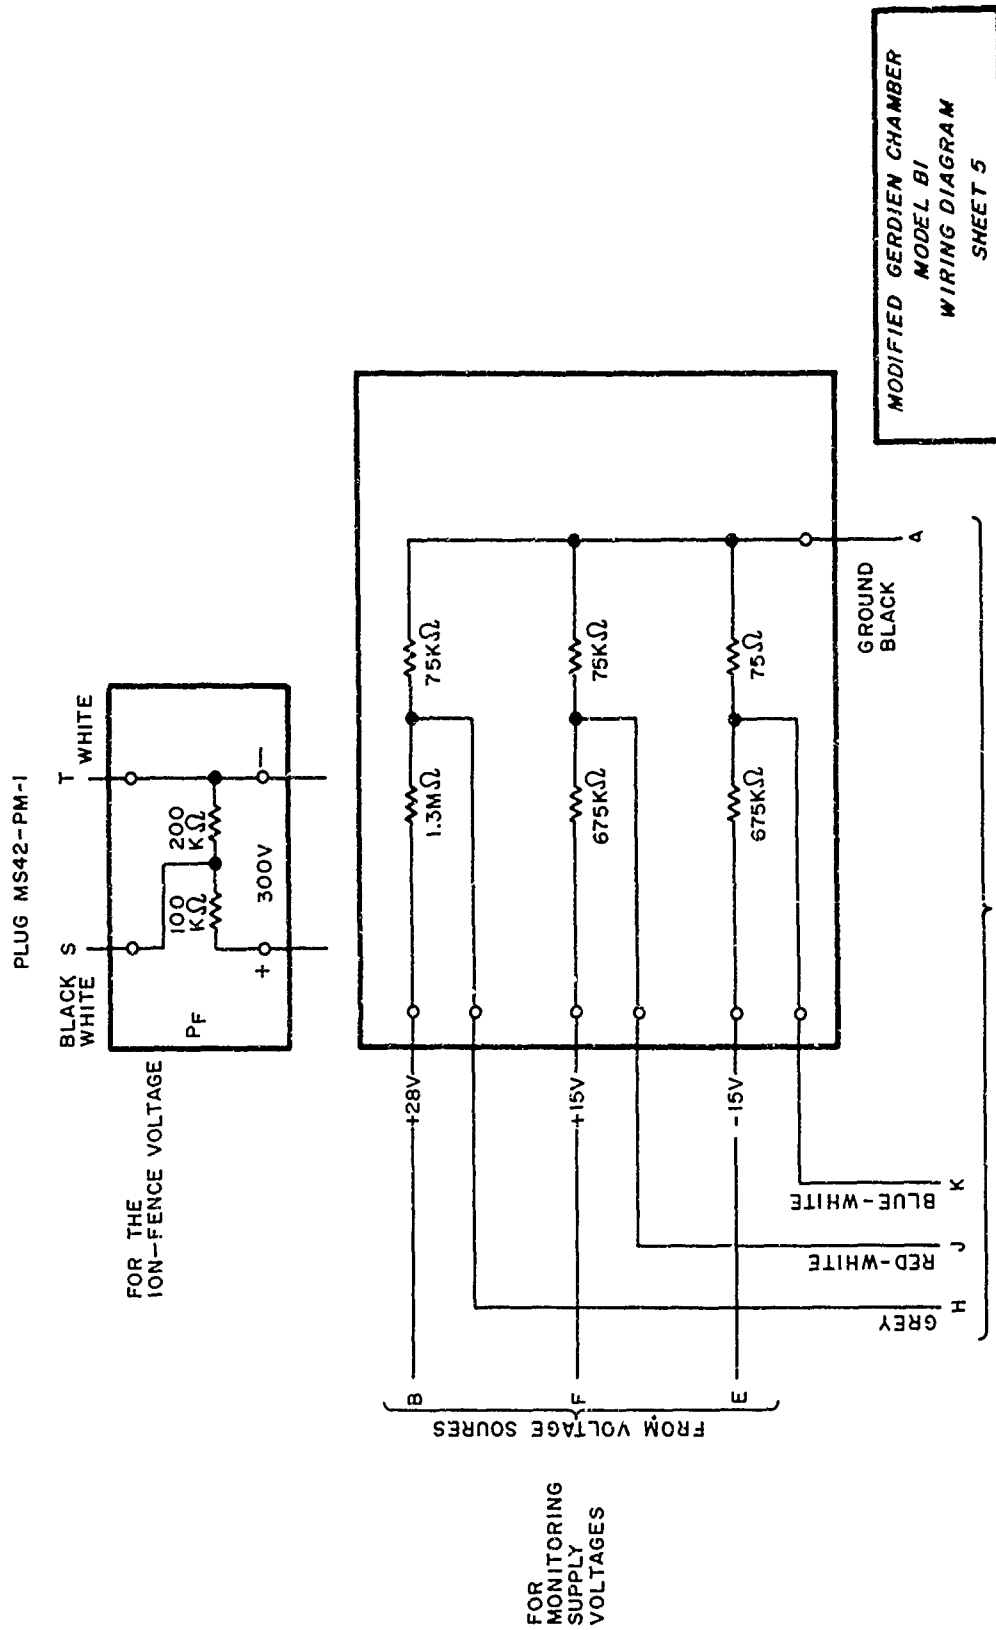 PLUG MS42-PM-1
BLACK
WHITE
S
T
WHITE
FOR THE
ION-FENCE VOLTAGE
PF
100
KΩ
200
KΩ
+
300V
−
FOR
MONITORING
SUPPLY
VOLTAGES
FROM VOLTAGE SOURES
B
+28V
1.3MΩ
75KΩ
F
+15V
675KΩ
75KΩ
E
-15V
675KΩ
75Ω
GREY
H
RED-WHITE
J
BLUE-WHITE
K
GROUND
BLACK
A
MODIFIED GERDIEN CHAMBER
MODEL B1
WIRING DIAGRAM
SHEET 5